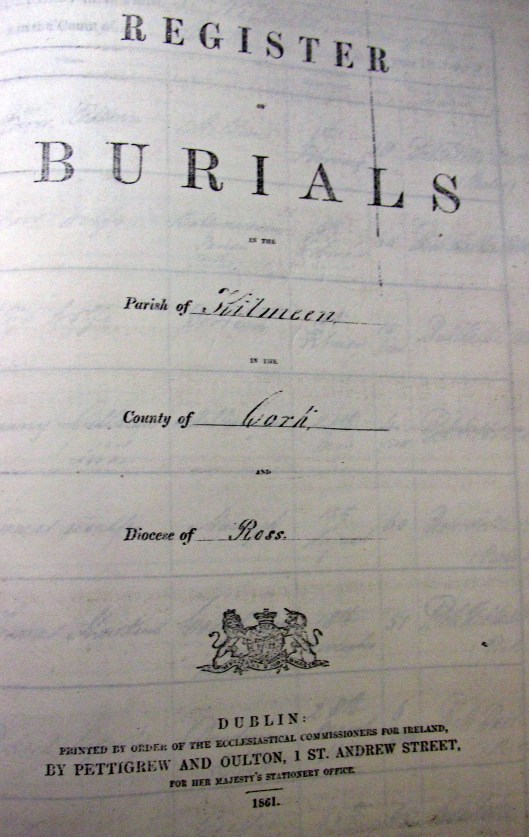 REGISTER
OF
BURIALS
IN THE
Parish of Kilmeen,
IN THE
County of Cork,
AND
Diocese of Ross.
DUBLIN:
PRINTED BY ORDER OF THE ECCLESIASTICAL COMMISSIONERS FOR IRELAND,
BY PETTIGREW AND OULTON, 1 ST. ANDREW STREET,
FOR HER MAJESTY'S STATIONERY OFFICE.
1861.